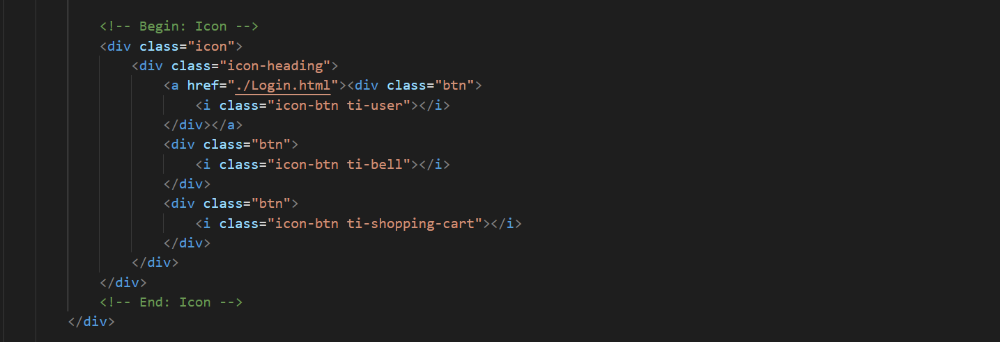 <!-- Begin: Icon -->
<div class="icon">
<div class="icon-heading">
<a href="./Login.html"><div class="btn">
<i class="icon-btn ti-user"></i>
</div></a>
<div class="btn">
<i class="icon-btn ti-bell"></i>
</div>
<div class="btn">
<i class="icon-btn ti-shopping-cart"></i>
</div>
</div>
</div>
<!-- End: Icon -->
</div>